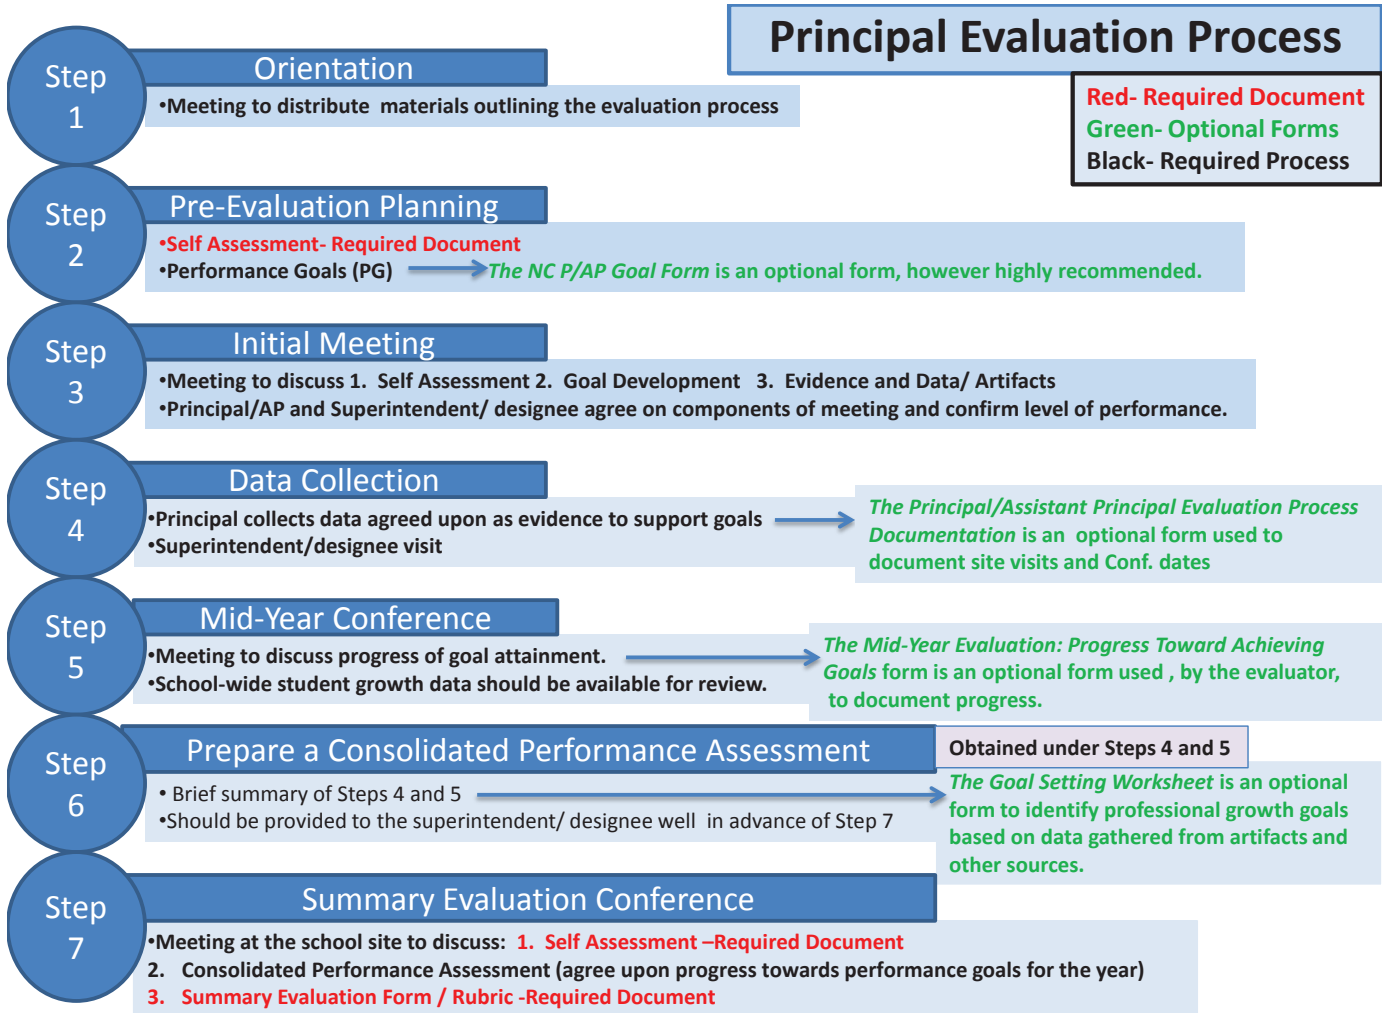 Principal Evaluation Process
Red- Required Document
Green- Optional Forms
Black- Required Process
Step
1
Orientation
•Meeting to distribute materials outlining the evaluation process
Step
2
Pre-Evaluation Planning
•Self Assessment- Required Document
•Performance Goals (PG) The NC P/AP Goal Form is an optional form, however highly recommended.
Step
3
Initial Meeting
•Meeting to discuss 1. Self Assessment 2. Goal Development 3. Evidence and Data/ Artifacts
•Principal/AP and Superintendent/ designee agree on components of meeting and confirm level of performance.
Step
4
Data Collection
•Principal collects data agreed upon as evidence to support goals
•Superintendent/designee visit
The Principal/Assistant Principal Evaluation Process
Documentation is an optional form used to
document site visits and Conf. dates
Step
5
Mid-Year Conference
•Meeting to discuss progress of goal attainment.
•School-wide student growth data should be available for review.
The Mid-Year Evaluation: Progress Toward Achieving
Goals form is an optional form used , by the evaluator,
to document progress.
Step
6
Prepare a Consolidated Performance Assessment
Obtained under Steps 4 and 5
• Brief summary of Steps 4 and 5
•Should be provided to the superintendent/ designee well in advance of Step 7
The Goal Setting Worksheet is an optional
form to identify professional growth goals
based on data gathered from artifacts and
other sources.
Step
7
Summary Evaluation Conference
•Meeting at the school site to discuss: 1. Self Assessment –Required Document
2. Consolidated Performance Assessment (agree upon progress towards performance goals for the year)
3. Summary Evaluation Form / Rubric -Required Document